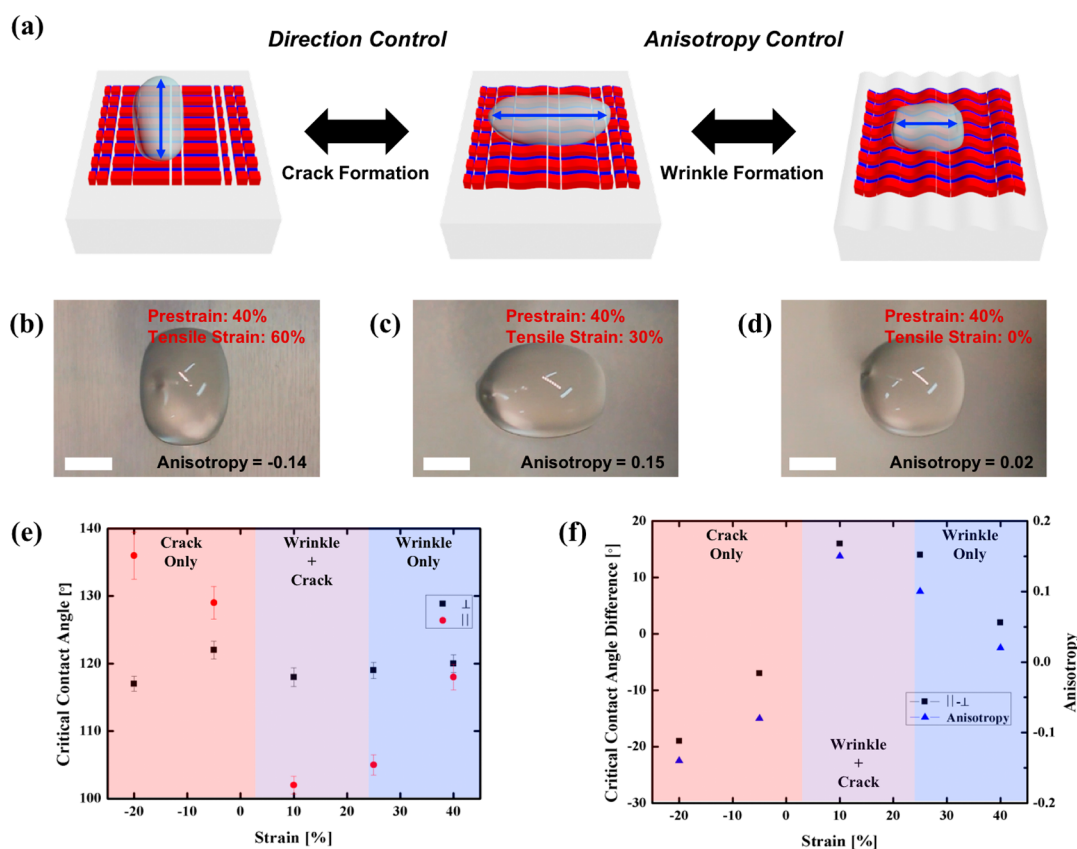 (a)
Direction Control
Anisotropy Control
Crack Formation
Wrinkle Formation
(b)
Prestrain: 40%
Tensile Strain: 60%
Anisotropy = -0.14
(c)
Prestrain: 40%
Tensile Strain: 30%
Anisotropy = 0.15
(d)
Prestrain: 40%
Tensile Strain: 0%
Anisotropy = 0.02
(e)
140
130
120
110
100
Critical Contact Angle [°]
Crack
Only
Wrinkle
+
Crack
Wrinkle
Only
⊥
||
-20
-10
0
10
20
30
40
Strain [%]
(f)
20
10
0
-10
-20
-30
Critical Contact Angle Difference [°]
Crack
Only
Wrinkle
+
Crack
Wrinkle
Only
||-⊥
Anisotropy
0.2
0.1
0.0
-0.1
-0.2
Anisotropy
-20
-10
0
10
20
30
40
Strain [%]